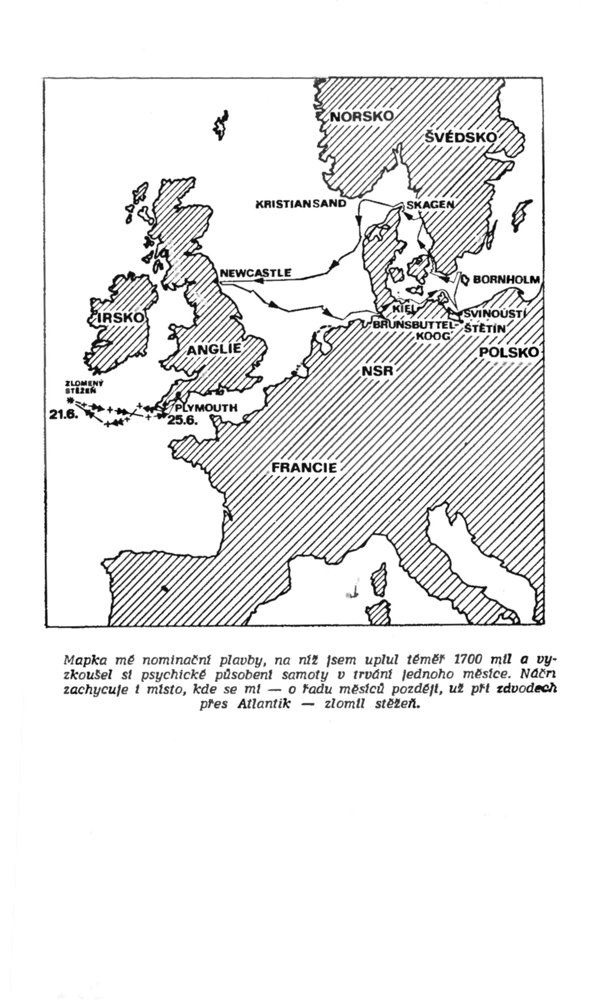 NORSKO
ŠVÉDSKO
KRISTIANSAND
SKAGEN
NEWCASTLE
BORNHOLM
KIEL
SVINOÚSTÍ
IRSKO
BRUNSBUTTEL-
KOOG
ŠTĚTÍN
ANGLIE
POLSKO
NSR
ZLOMENÝ
STĚŽEŇ
21.6.
PLYMOUTH
25.6.
FRANCIE
Mapka mé nominační plavby, na níž jsem uplul téměř 1700 mil a vy-
zkoušel si psychické působení samoty v trvání jednoho měsíce. Náčrt
zachycuje i místo, kde se mi — o řadu měsíců později, už při závodech
přes Atlantik — zlomil stěžeň.